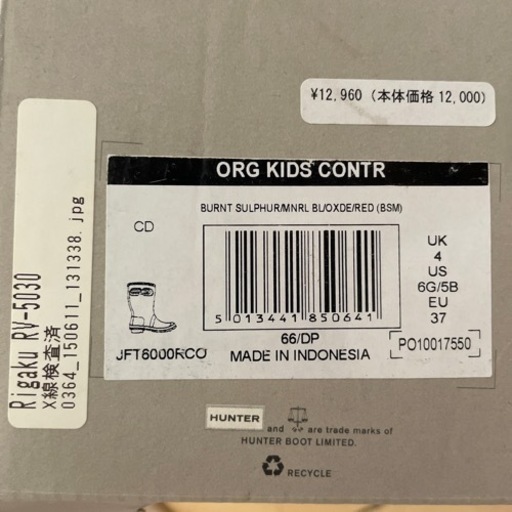 ¥12,960 (本体価格 12,000)
ORG KIDS CONTR
BURNT SULPHUR/MNRL BL/OXDE/RED (BSM)
CD
UK
4
US
6G/5B
EU
37
5 013441 850641
66/DP
JFT6000RCO
MADE IN INDONESIA
PO10017550
Rigaku RV-5030
X線検査済
0364_150611_131338.jpg
HUNTER and are trade marks of
HUNTER BOOT LIMITED.
RECYCLE